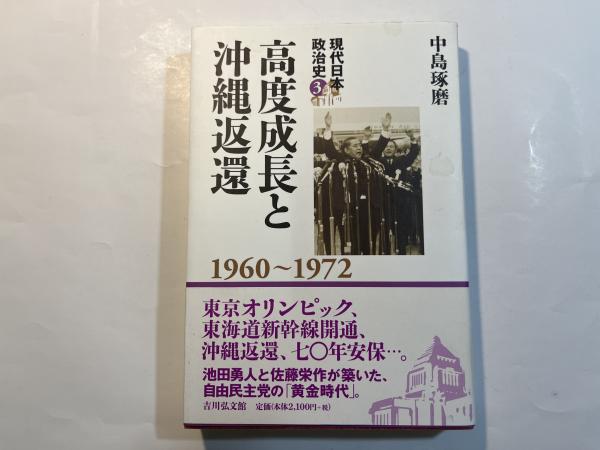 中島琢磨
現代日本
政治史3
高度成長と
沖縄返還
1960~1972
東京オリンピック、
東海道新幹線開通、
沖縄返還、七〇年安保…。
池田勇人と佐藤栄作が築いた、
自由民主党の「黄金時代」。
吉川弘文館 定価(本体2,100円+税)